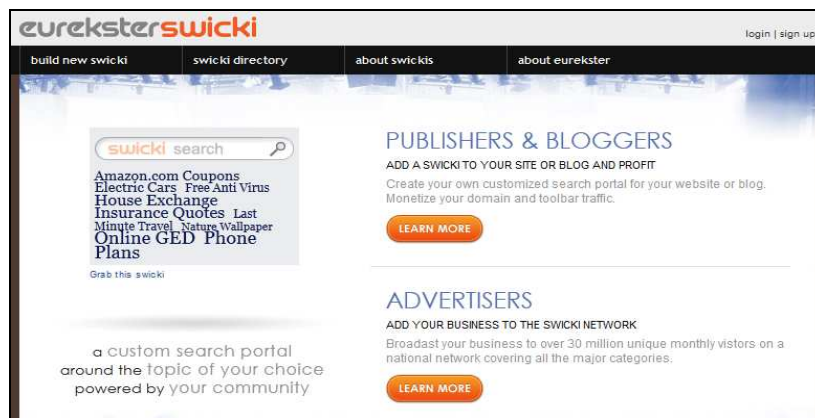 eureksterswicki
login | sign up
build new swicki swicki directory about swickis about eurekster
swicki search
Amazon.com Coupons
Electric Cars Free Anti Virus
House Exchange
Insurance Quotes Last
Minute Travel Nature Wallpaper
Online GED Phone
Plans
Grab this swicki
a custom search portal
around the topic of your choice
powered by your community
PUBLISHERS & BLOGGERS
ADD A SWICKI TO YOUR SITE OR BLOG AND PROFIT
Create your own customized search portal for your website or blog.
Monetize your domain and toolbar traffic.
LEARN MORE
ADVERTISERS
ADD YOUR BUSINESS TO THE SWICKI NETWORK
Broadast your business to over 30 million unique monthly vistors on a
national network covering all the major categories.
LEARN MORE